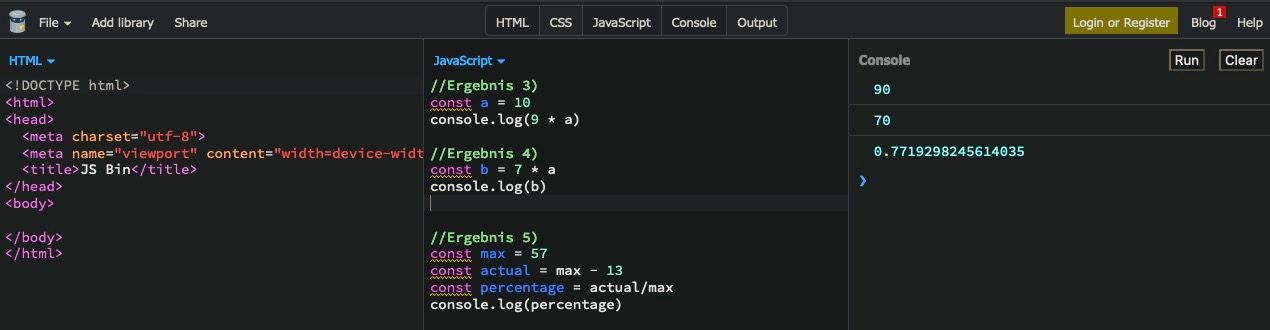 File Add library Share HTML CSS JavaScript Console Output Login or Register Blog 1 Help
HTML
<!DOCTYPE html>
<html>
<head>
  <meta charset="utf-8">
  <meta name="viewport" content="width=device-widt
  <title>JS Bin</title>
</head>
<body>

</body>
</html>
JavaScript
//Ergebnis 3)
const a = 10
console.log(9 * a)

//Ergebnis 4)
const b = 7 * a
console.log(b)

//Ergebnis 5)
const max = 57
const actual = max - 13
const percentage = actual/max
console.log(percentage)
Console Run Clear
90
70
0.7719298245614035
❯